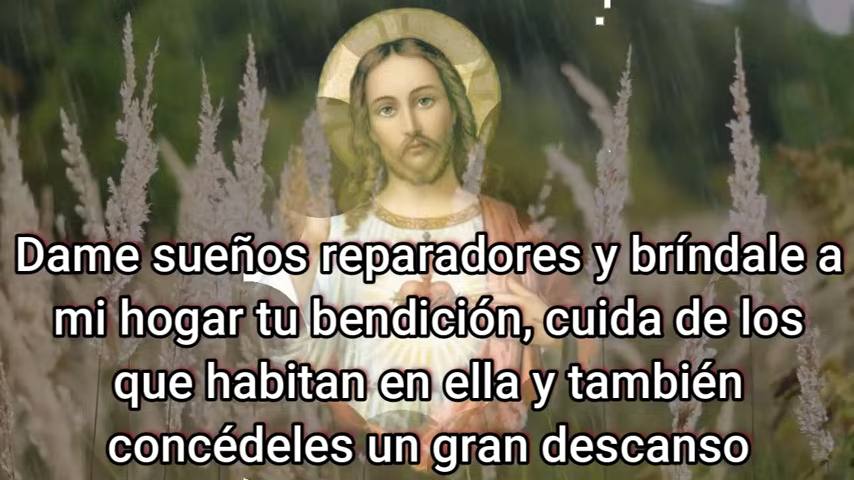 Dame sueños reparadores y bríndale a
mi hogar tu bendición, cuida de los
que habitan en ella y también
concédeles un gran descanso